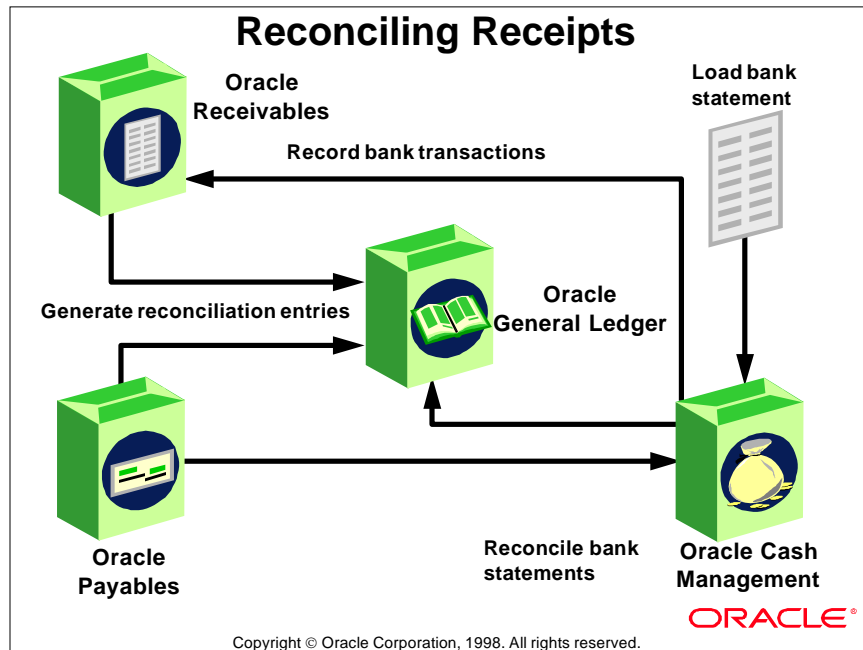 Reconciling Receipts
Oracle
Receivables
Load bank
statement
Record bank transactions
Generate reconciliation entries
Oracle
General Ledger
Oracle
Payables
Reconcile bank
statements
Oracle Cash
Management
ORACLE®
Copyright © Oracle Corporation, 1998. All rights reserved.